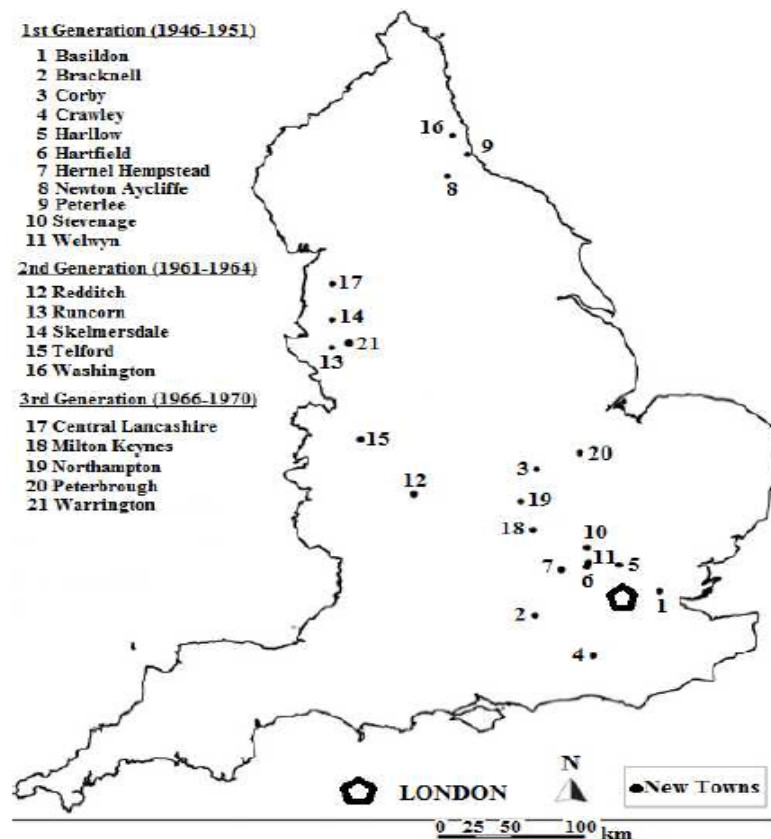 1st Generation (1946-1951)
1 Basildon
2 Bracknell
3 Corby
4 Crawley
5 Harllow
6 Hartfield
7 Hernel Hempstead
8 Newton Aycliffe
9 Peterlee
10 Stevenage
11 Welwyn
2nd Generation (1961-1964)
12 Redditch
13 Runcorn
14 Skelmersdale
15 Telford
16 Washington
3rd Generation (1966-1970)
17 Central Lancashire
18 Milton Keynes
19 Northampton
20 Peterbrough
21 Warrington
16
9
8
17
14
21
13
15
20
3
12
19
18
10
11
5
7
6
1
2
4
LONDON
N
New Towns
0 25 50 100 km